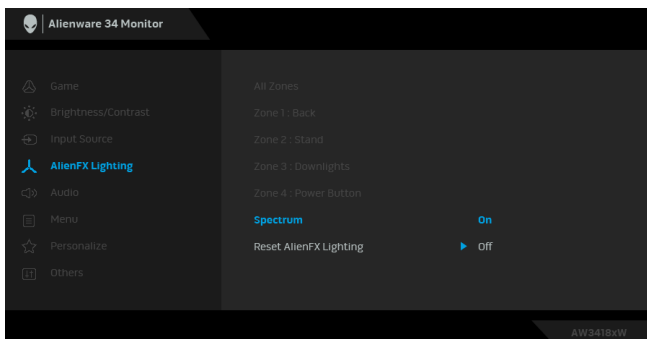 Alienware 34 Monitor
Game
All Zones
Brightness/Contrast
Zone 1 : Back
Input Source
Zone 2 : Stand
AlienFX Lighting
Zone 3 : Downlights
Audio
Zone 4 : Power Button
Menu
Spectrum On
Personalize
Reset AlienFX Lighting Off
Others
AW3418xW